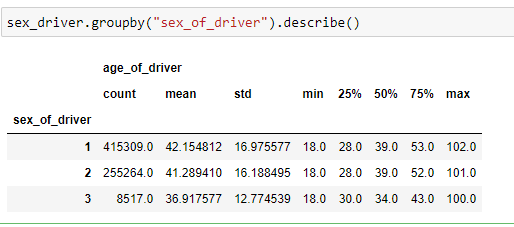 sex_driver.groupby("sex_of_driver").describe()
age_of_driver
count mean std min 25% 50% 75% max
sex_of_driver
1 415309.0 42.154812 16.975577 18.0 28.0 39.0 53.0 102.0
2 255264.0 41.289410 16.188495 18.0 28.0 39.0 52.0 101.0
3 8517.0 36.917577 12.774539 18.0 30.0 34.0 43.0 100.0